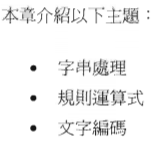 本章介紹以下主題：
• 字串處理
• 規則運算式
• 文字編碼